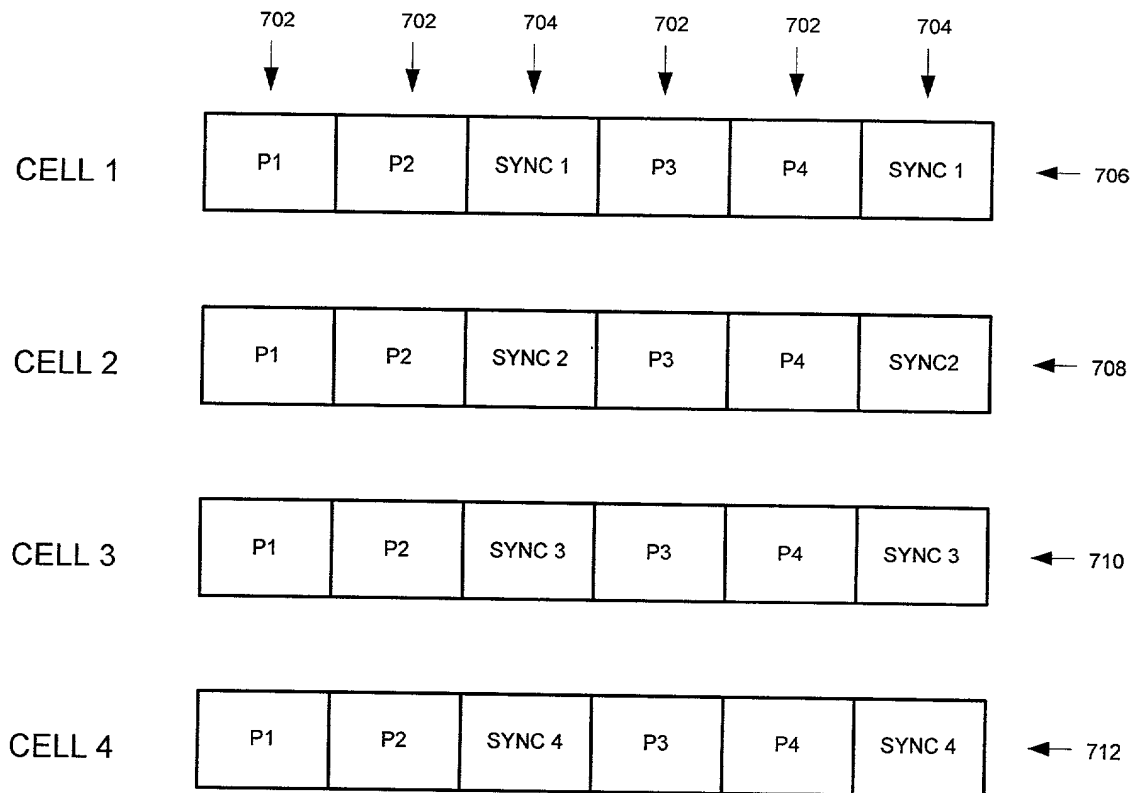 702 702 704 702 702 704
CELL 1 P1 P2 SYNC 1 P3 P4 SYNC 1 706
CELL 2 P1 P2 SYNC 2 P3 P4 SYNC2 708
CELL 3 P1 P2 SYNC 3 P3 P4 SYNC 3 710
CELL 4 P1 P2 SYNC 4 P3 P4 SYNC 4 712